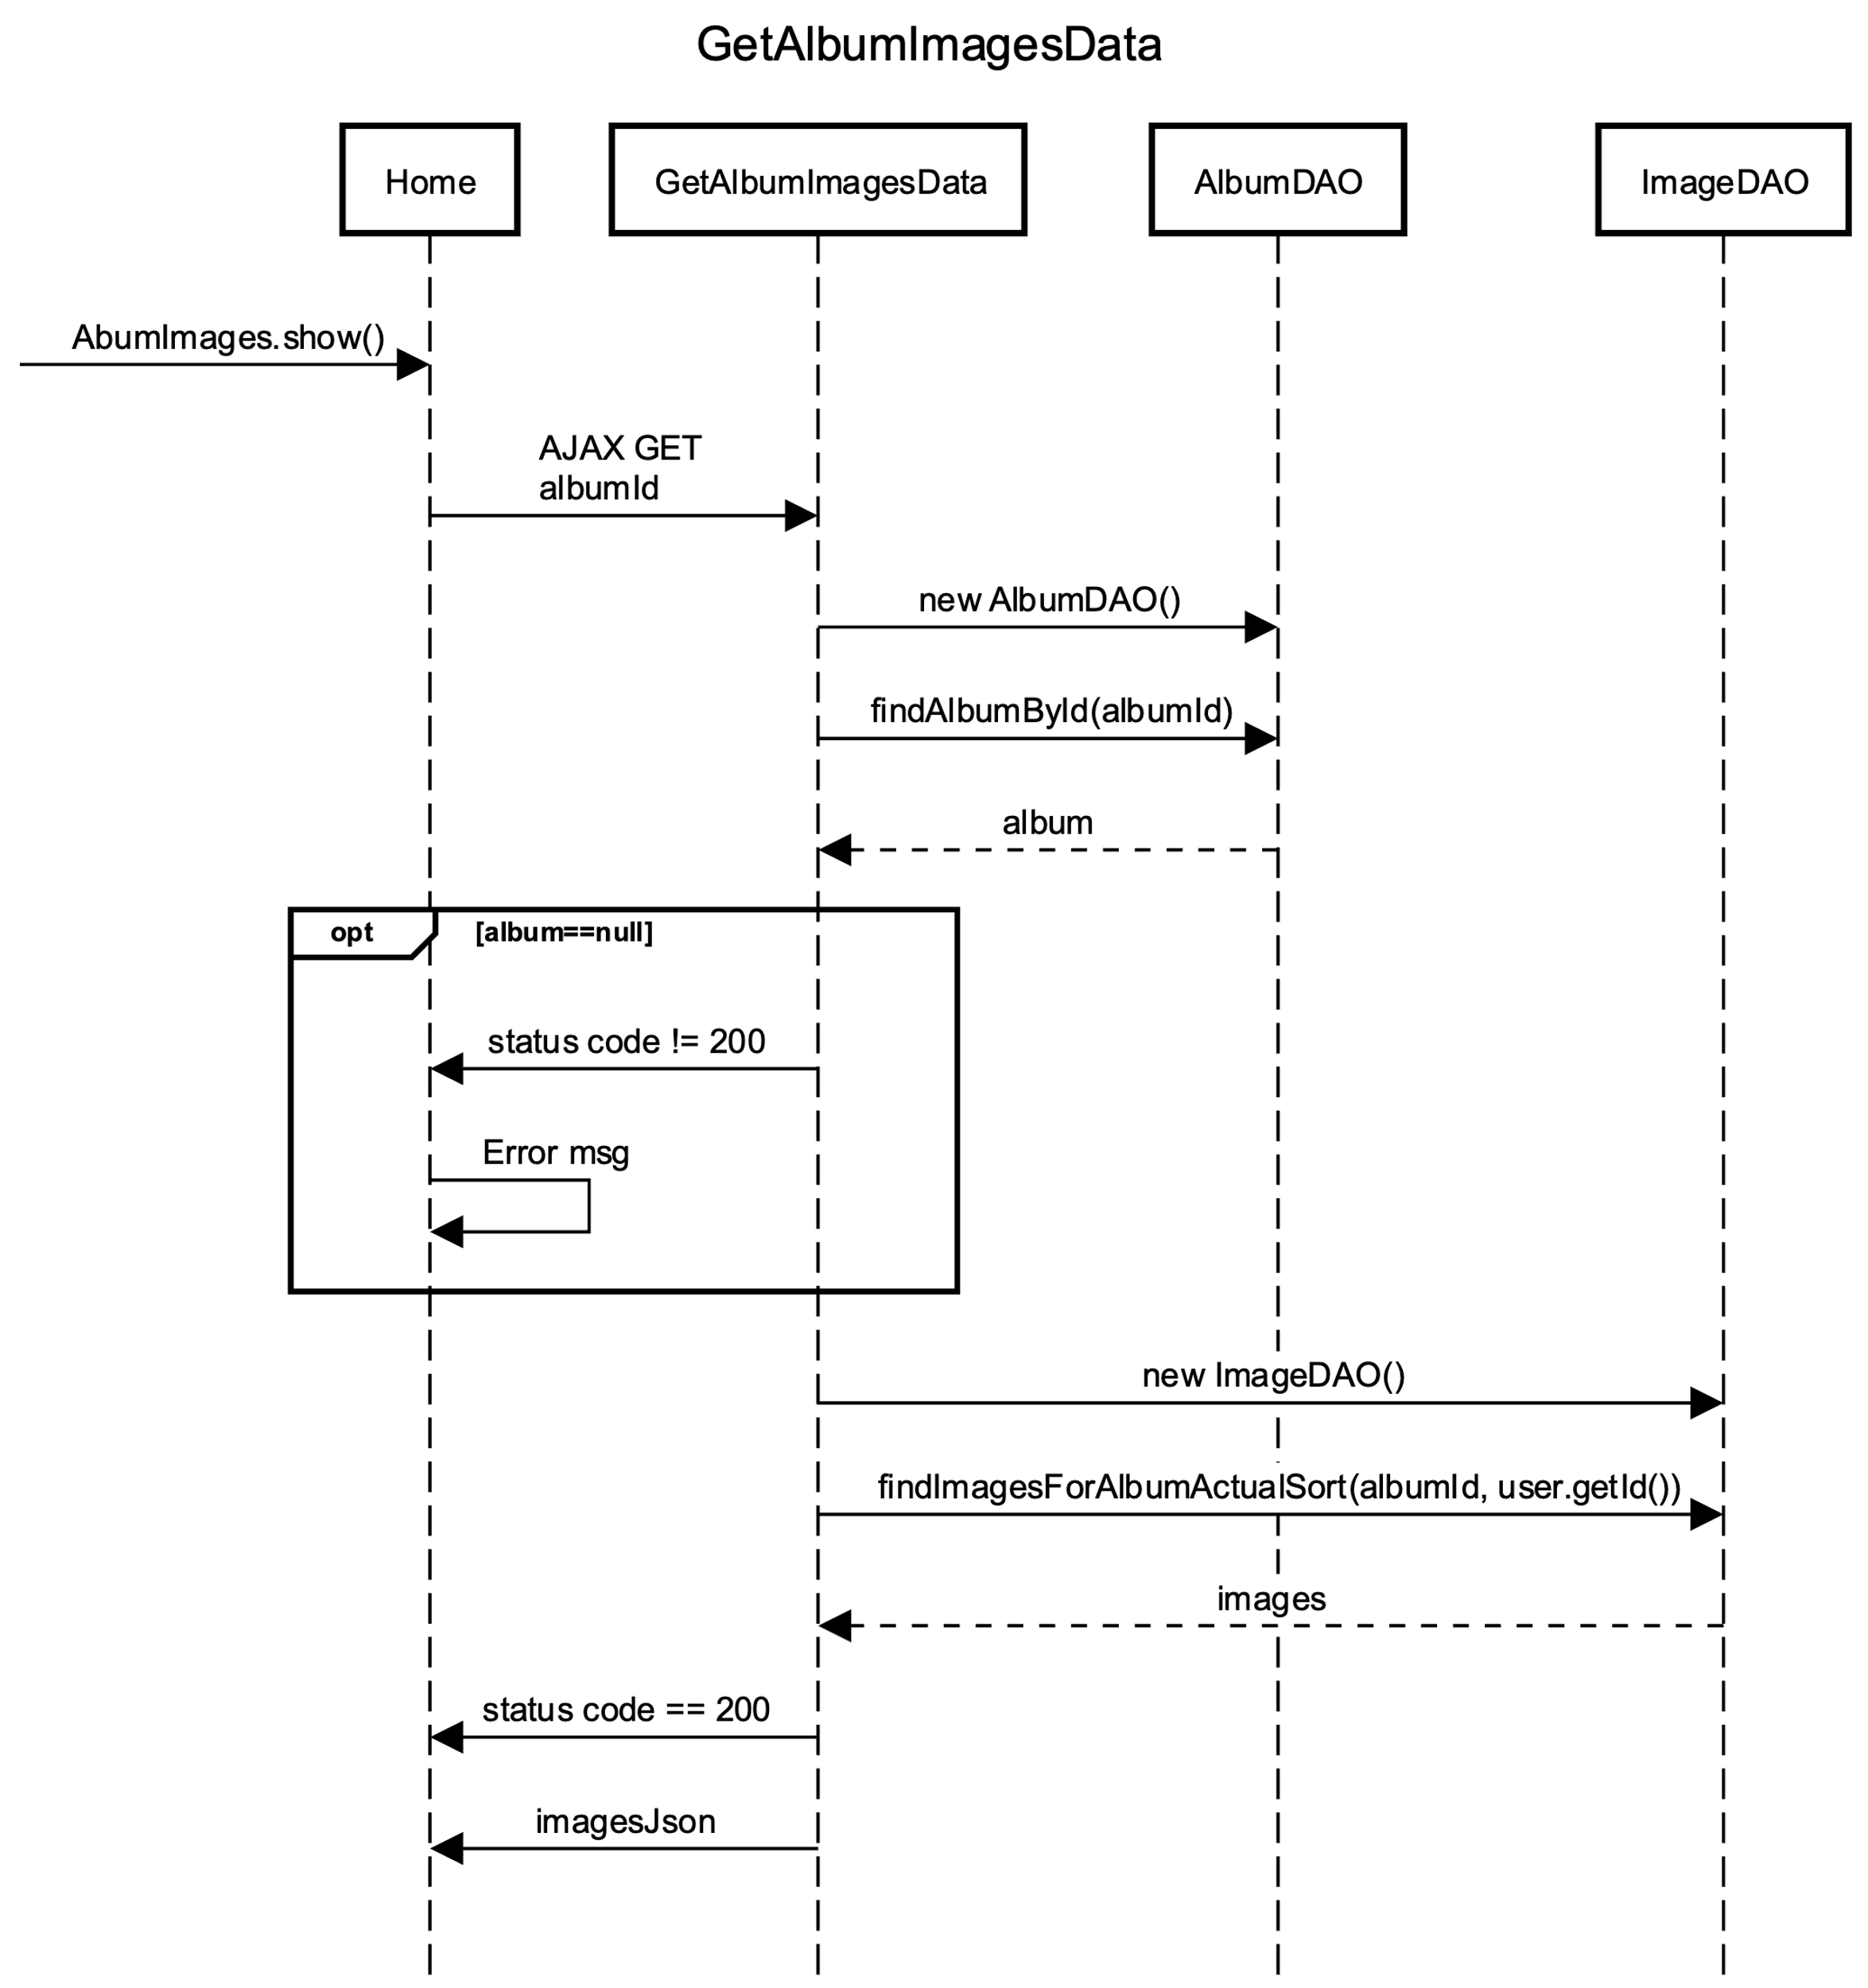 GetAlbumImagesData
Home
GetAlbumImagesData
AlbumDAO
ImageDAO
AbumImages.show()
AJAX GET
albumId
new AlbumDAO()
findAlbumById(albumId)
album
opt
[album==null]
status code != 200
Error msg
new ImageDAO()
findImagesForAlbumActualSort(albumId, user.getId())
images
status code == 200
imagesJson